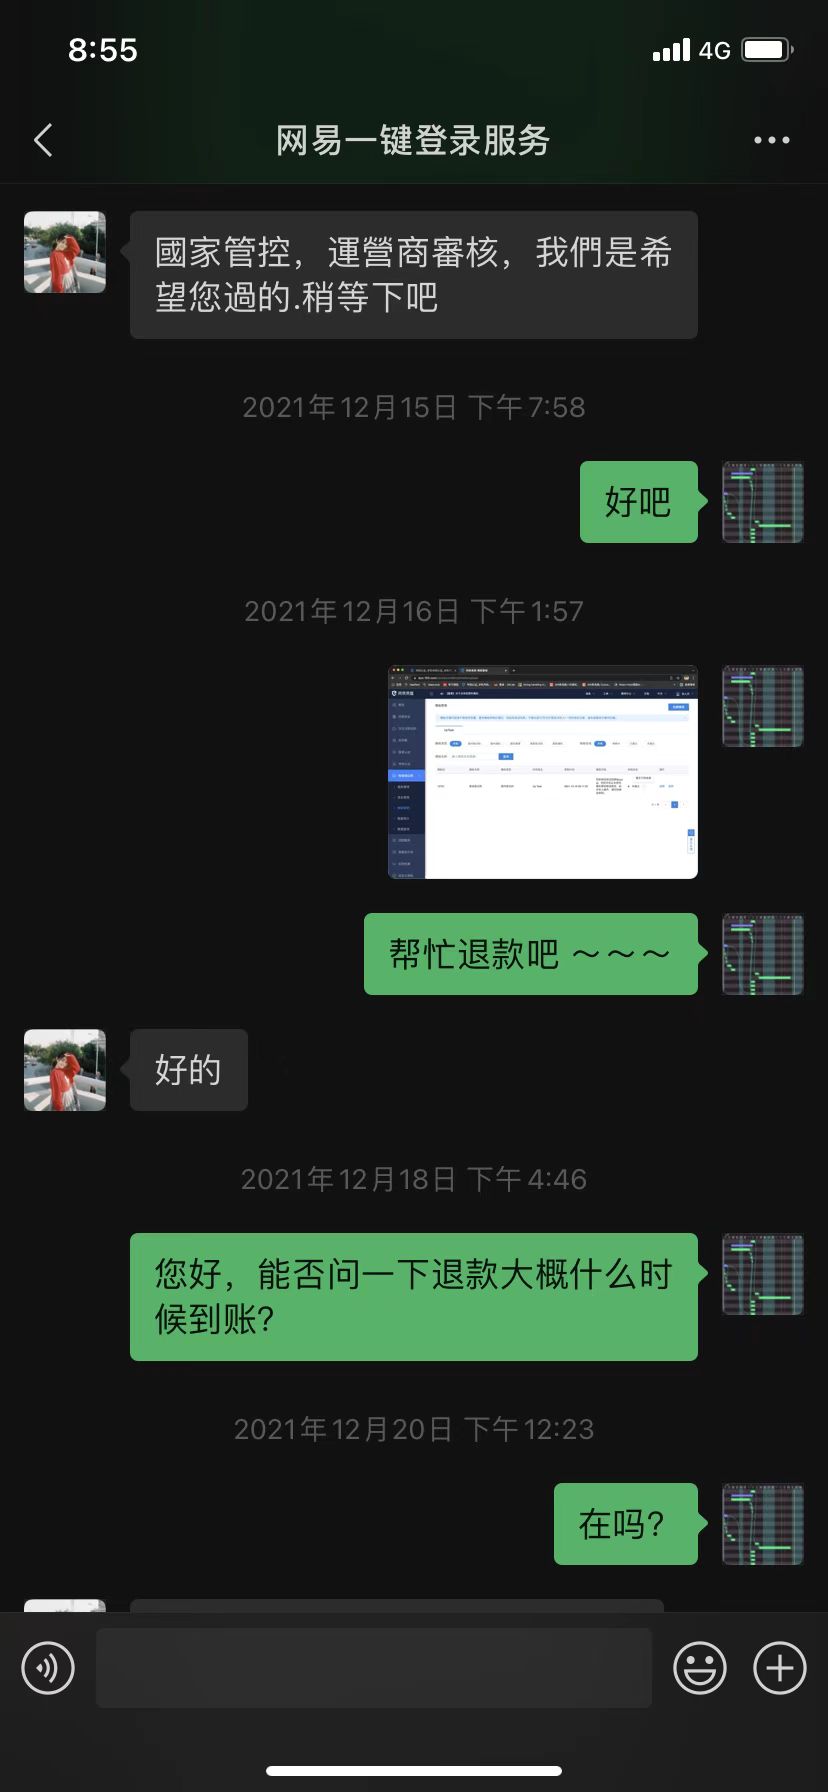 8:55
4G
网易一键登录服务
國家管控，運營商審核，我們是希
望您過的.稍等下吧
2021年12月15日 下午7:58
好吧
2021年12月16日 下午1:57
帮忙退款吧 ～～～
好的
2021年12月18日 下午4:46
您好，能否问一下退款大概什么时
候到账?
2021年12月20日 下午12:23
在吗?